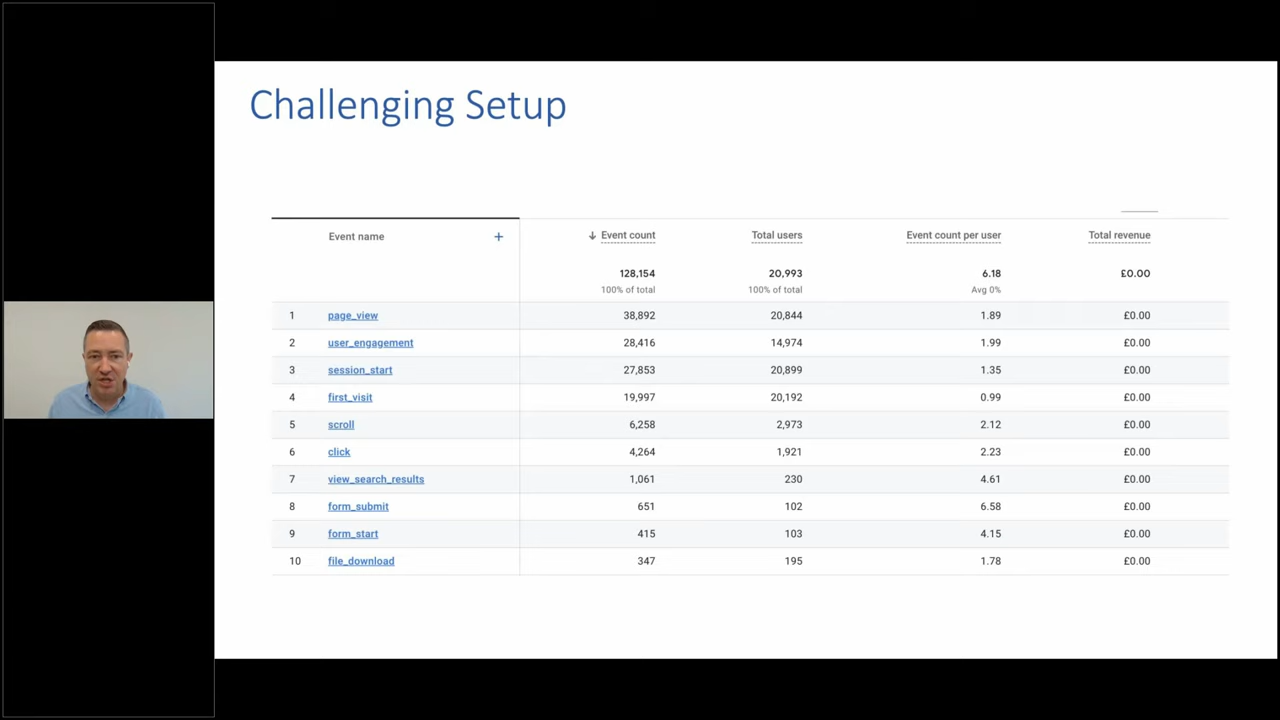 Challenging Setup
Event name + ↓ Event count Total users Event count per user Total revenue
128,154 20,993 6.18 £0.00
100% of total 100% of total Avg 0%
1 page_view 38,892 20,844 1.89 £0.00
2 user_engagement 28,416 14,974 1.99 £0.00
3 session_start 27,853 20,899 1.35 £0.00
4 first_visit 19,997 20,192 0.99 £0.00
5 scroll 6,258 2,973 2.12 £0.00
6 click 4,264 1,921 2.23 £0.00
7 view_search_results 1,061 230 4.61 £0.00
8 form_submit 651 102 6.58 £0.00
9 form_start 415 103 4.15 £0.00
10 file_download 347 195 1.78 £0.00